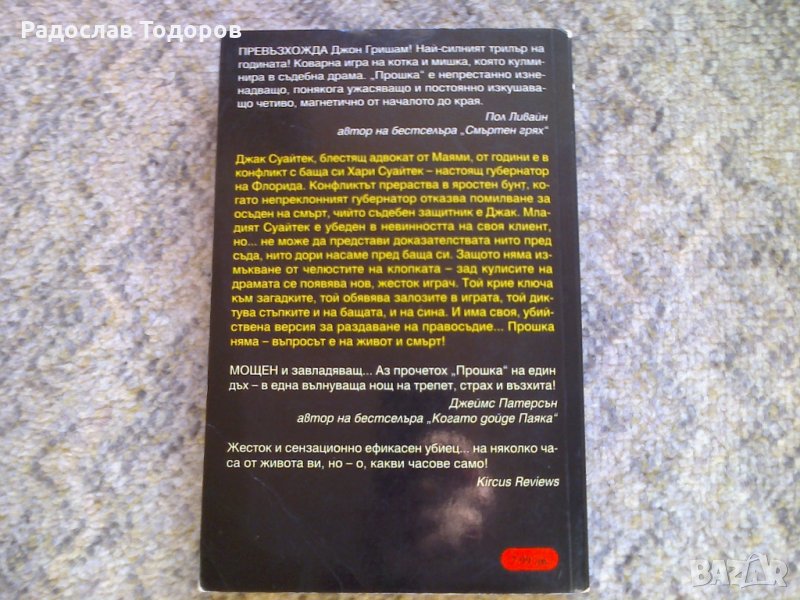 Радослав Тодоров
ПРЕВЪЗХОЖДА Джон Гришам! Най-силният трилър на
годината! Коварна игра на котка и мишка, която кулми-
нира в съдебна драма. „Прошка“ е непрестанно изне-
надващо, понякога ужасяващо и постоянно изкушава-
що четиво, магнетично от началото до края.
Пол Ливайн
автор на бестселъра „Смъртен грях“
Джак Суайтек, блестящ адвокат от Маями, от години е в
конфликт с баща си Хари Суайтек – настоящ губернатор
на Флорида. Конфликтът прераства в яростен бунт, ко-
гато непреклонният губернатор отказва помилване за
осъден на смърт, чийто съдебен защитник е Джак. Мла-
дият Суайтек е убеден в невинността на своя клиент,
но... не може да представи доказателствата нито пред
съда, нито дори насаме пред баща си. Защото няма из-
мъкване от челюстите на клопката – зад кулисите на
драмата се появява нов, жесток играч. Той крие ключа
към загадките, той обявява залозите в играта, той дик-
тува стъпките и на бащата, и на сина. И има своя, убий-
ствена версия за раздаване на правосъдие... Прошка
няма – въпросът е на живот и смърт!
МОЩЕН и завладяващ... Аз прочетох „Прошка“ на един
дъх – в една вълнуваща нощ на трепет, страх и възхита!
Джеймс Патерсън
автор на бестселъра „Когато дойде Паяка“
Жесток и сензационно ефикасен убиец... на няколко ча-
са от живота ви, но – о, какви часове само!
Kircus Reviews
7.99 лв.
BAZAR